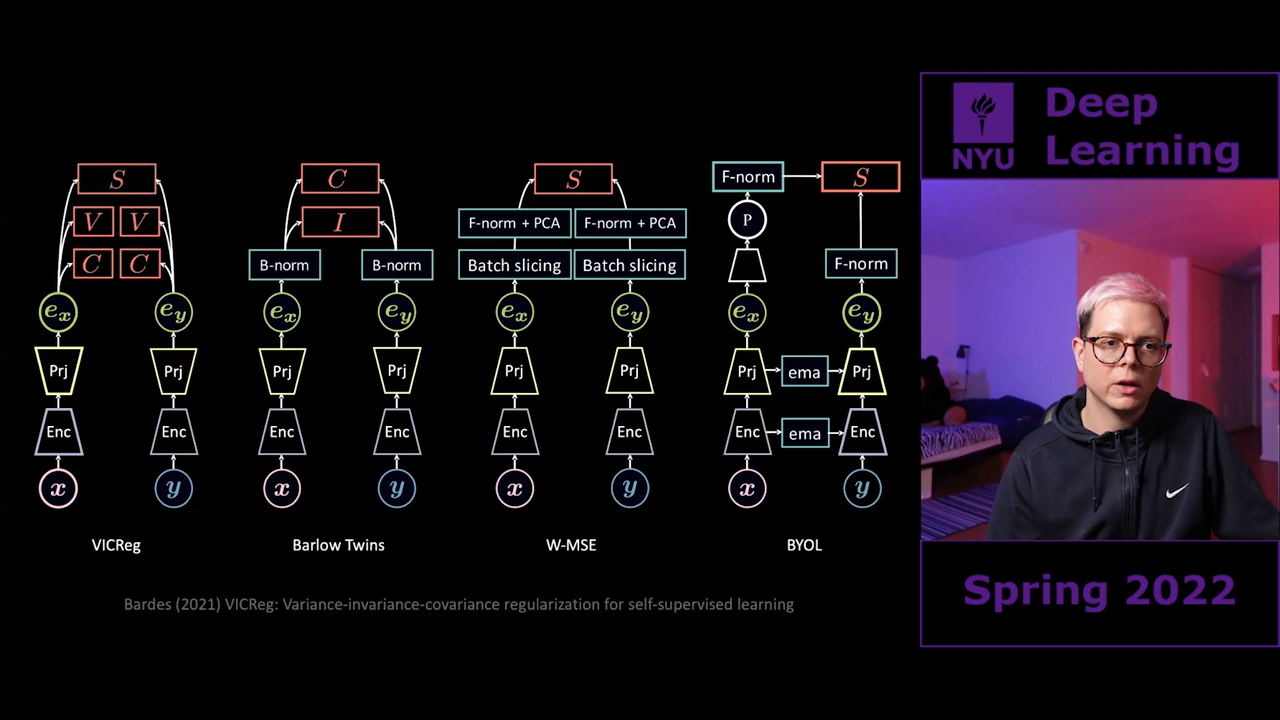 S
V V
C C
e_x e_y
Prj Prj
Enc Enc
x y
VICReg
C
I
B-norm B-norm
e_x e_y
Prj Prj
Enc Enc
x y
Barlow Twins
S
F-norm + PCA F-norm + PCA
Batch slicing Batch slicing
e_x e_y
Prj Prj
Enc Enc
x y
W-MSE
F-norm S
P
F-norm
e_x e_y
Prj ema Prj
Enc ema Enc
x y
BYOL
Bardes (2021) VICReg: Variance-invariance-covariance regularization for self-supervised learning
NYU
Deep
Learning
Spring 2022